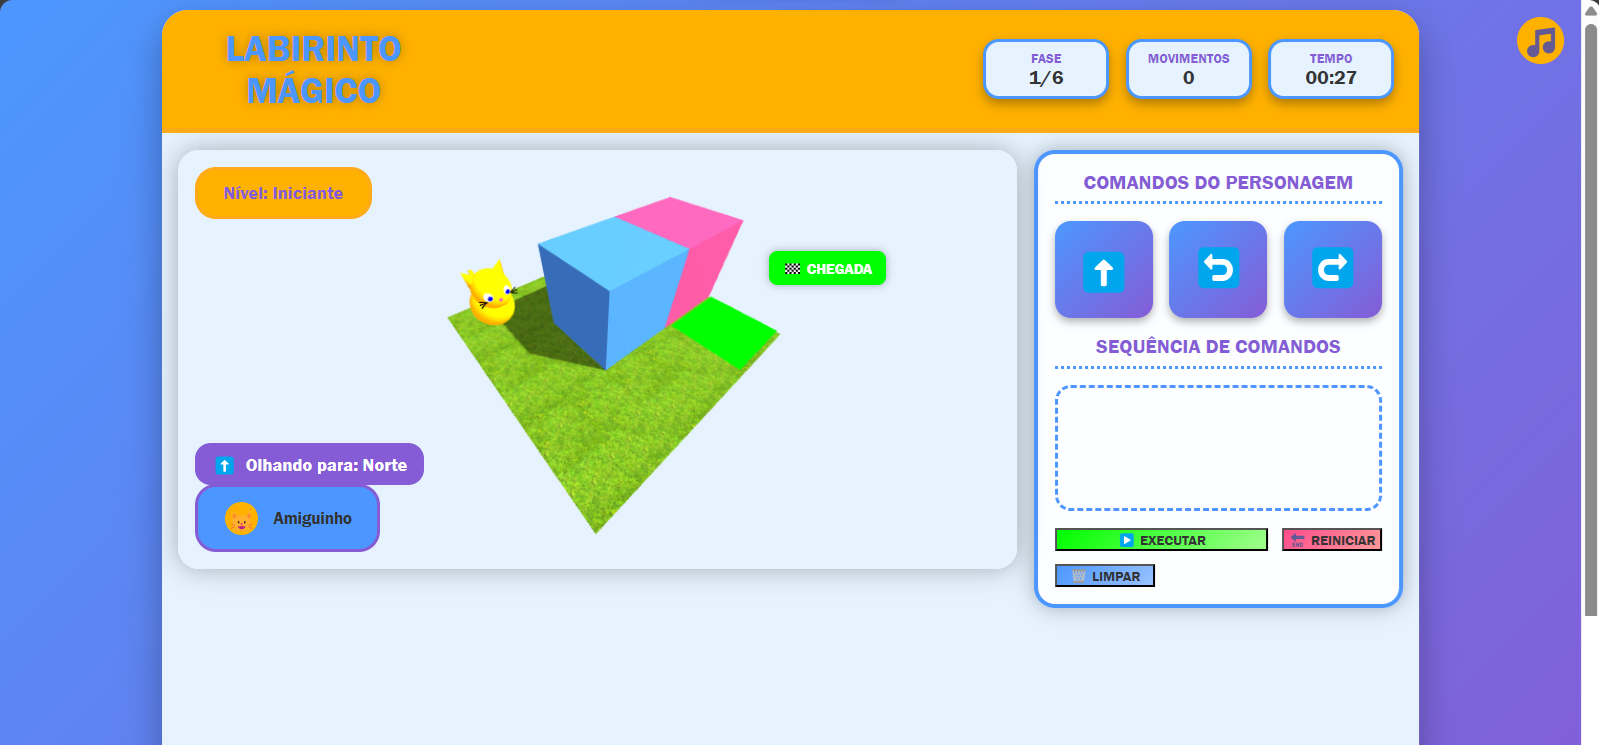 LABIRINTO
MÁGICO
FASE
1/6
MOVIMENTOS
0
TEMPO
00:27
Nível: Iniciante
CHEGADA
Olhando para: Norte
Amiguinho
COMANDOS DO PERSONAGEM
SEQUÊNCIA DE COMANDOS
EXECUTAR
REINICIAR
LIMPAR